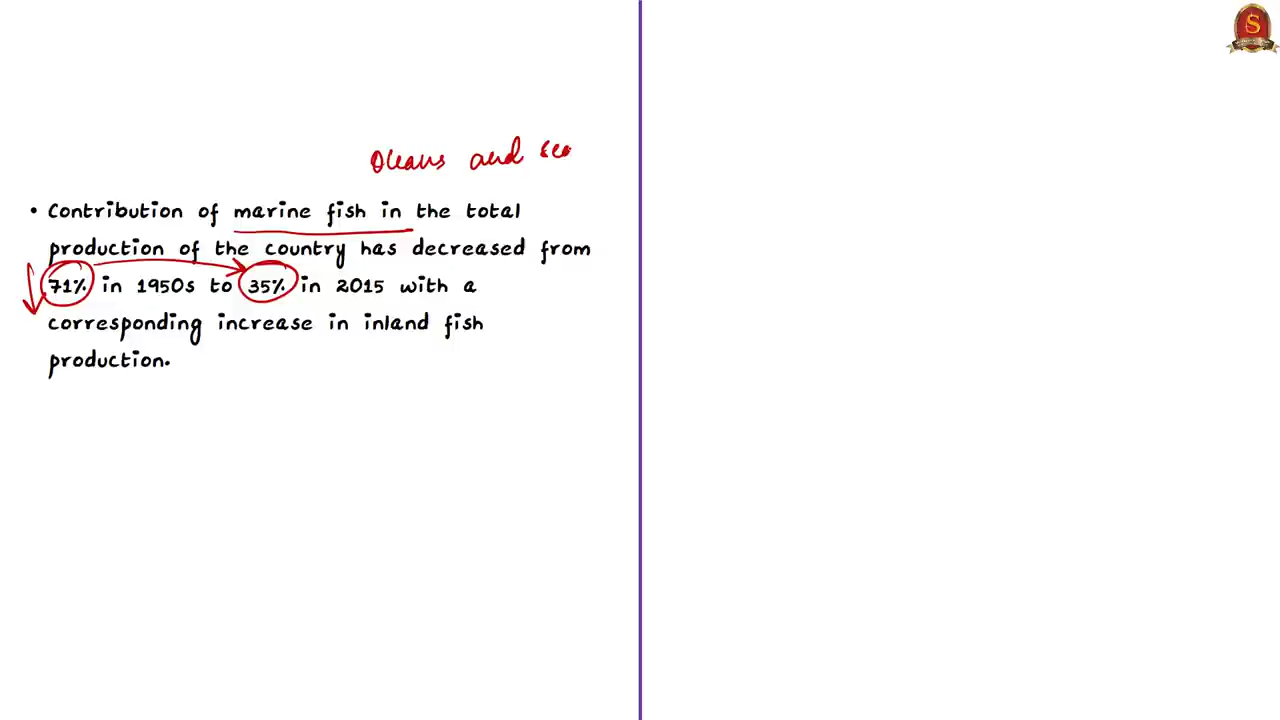 Oceans and sea
• Contribution of marine fish in the total
production of the country has decreased from
71% in 1950s to 35% in 2015 with a
corresponding increase in inland fish
production.
S